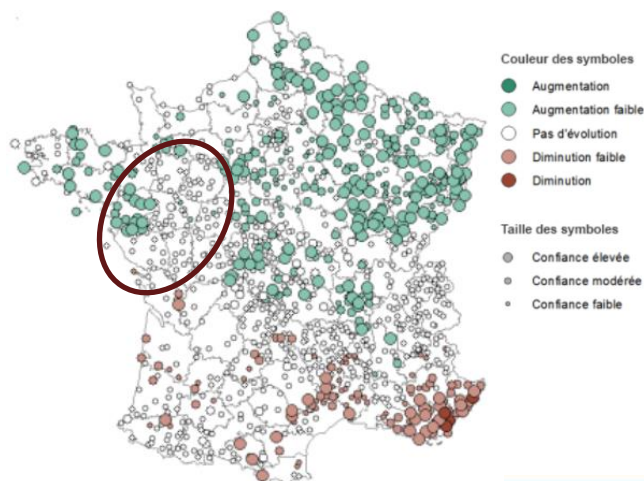 Couleur des symboles
Augmentation
Augmentation faible
Pas d'évolution
Diminution faible
Diminution
Taille des symboles
Confiance élevée
Confiance modérée
Confiance faible